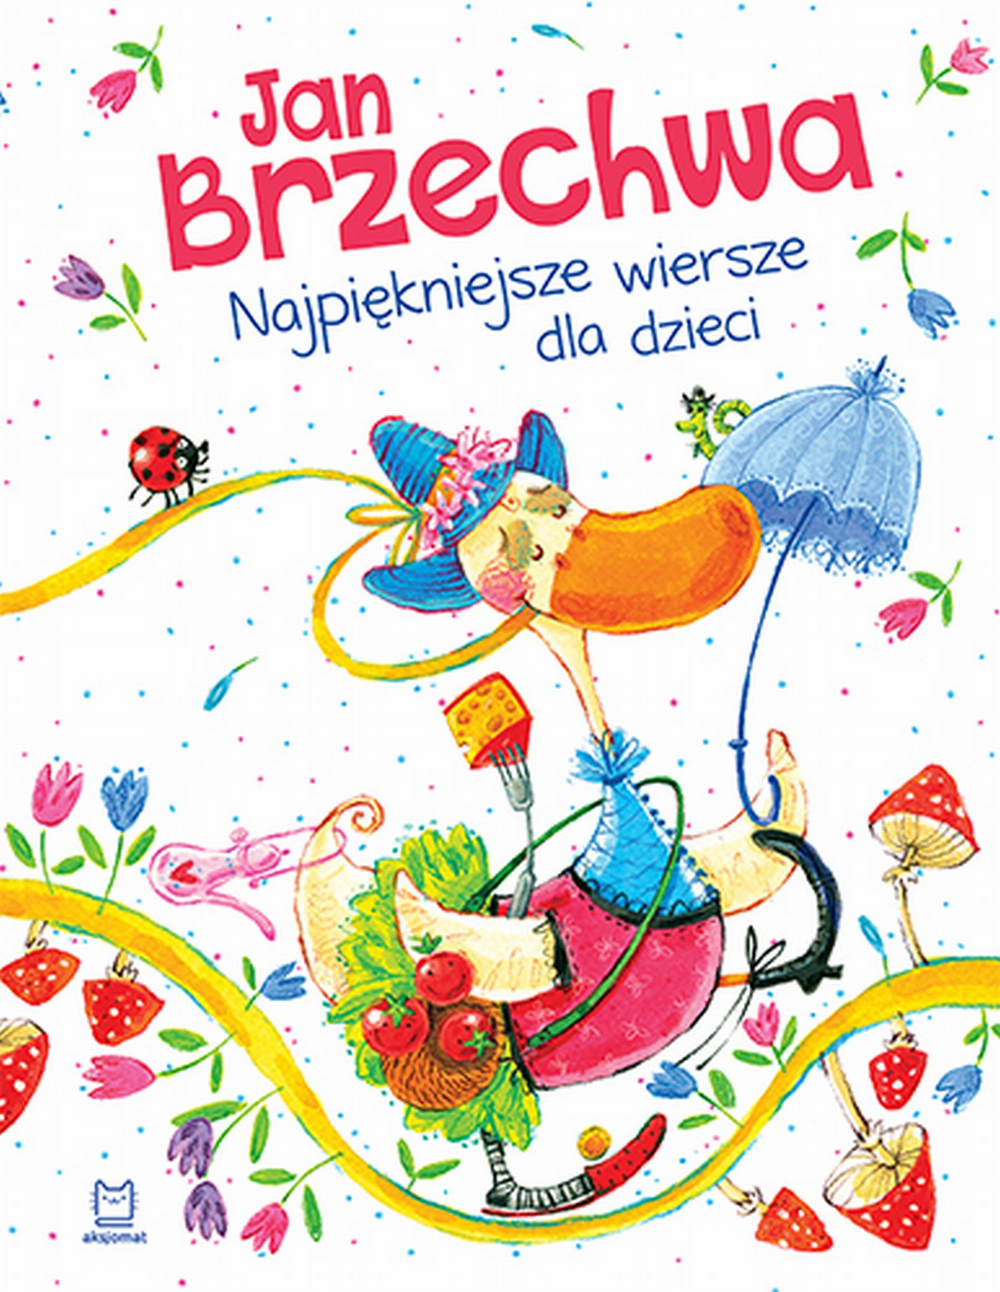 Jan
Brzechwa
Najpiękniejsze wiersze
dla dzieci
aksjomat